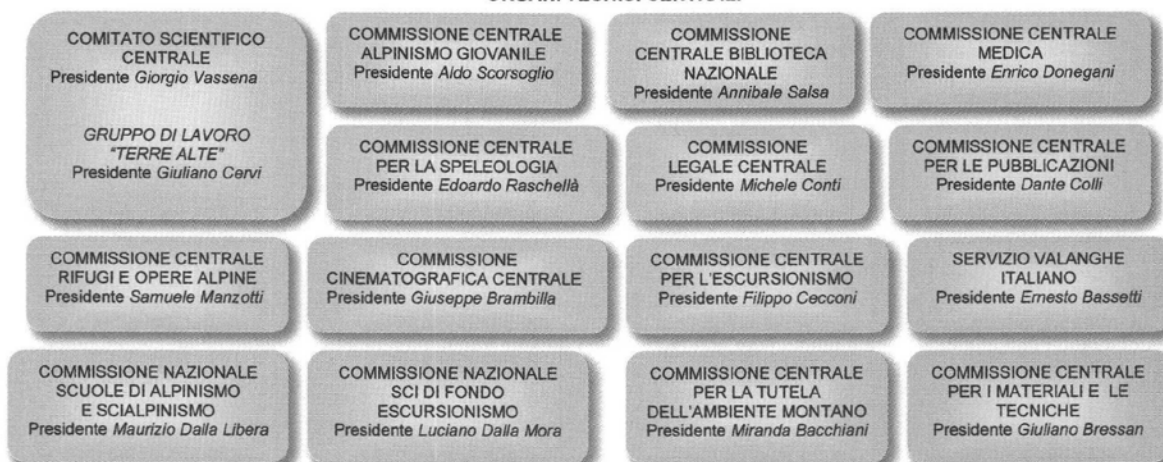 COMITATO SCIENTIFICO
CENTRALE
Presidente Giorgio Vassena
GRUPPO DI LAVORO
"TERRE ALTE"
Presidente Giuliano Cervi
COMMISSIONE CENTRALE
ALPINISMO GIOVANILE
Presidente Aldo Scorsoglio
COMMISSIONE
CENTRALE BIBLIOTECA
NAZIONALE
Presidente Annibale Salsa
COMMISSIONE CENTRALE
MEDICA
Presidente Enrico Donegani
COMMISSIONE CENTRALE
PER LA SPELEOLOGIA
Presidente Edoardo Raschellà
COMMISSIONE
LEGALE CENTRALE
Presidente Michele Conti
COMMISSIONE CENTRALE
PER LE PUBBLICAZIONI
Presidente Dante Colli
COMMISSIONE CENTRALE
RIFUGI E OPERE ALPINE
Presidente Samuele Manzotti
COMMISSIONE
CINEMATOGRAFICA CENTRALE
Presidente Giuseppe Brambilla
COMMISSIONE CENTRALE
PER L'ESCURSIONISMO
Presidente Filippo Cecconi
SERVIZIO VALANGHE
ITALIANO
Presidente Ernesto Bassetti
COMMISSIONE NAZIONALE
SCUOLE DI ALPINISMO
E SCIALPINISMO
Presidente Maurizio Dalla Libera
COMMISSIONE NAZIONALE
SCI DI FONDO
ESCURSIONISMO
Presidente Luciano Dalla Mora
COMMISSIONE CENTRALE
PER LA TUTELA
DELL'AMBIENTE MONTANO
Presidente Miranda Bacchiani
COMMISSIONE CENTRALE
PER I MATERIALI E LE
TECNICHE
Presidente Giuliano Bressan